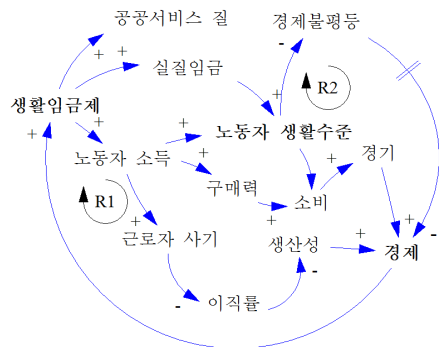 공공서비스 질
경제불평등
+
-
+
+
실질임금
R2
생활임금제
+
+
+
+
노동자 생활수준
노동자 소득
+
+
구매력
+
경기
R1
+
소비
+
+
근로자 사기
생산성
+
+
경제
-
-
-
이직률